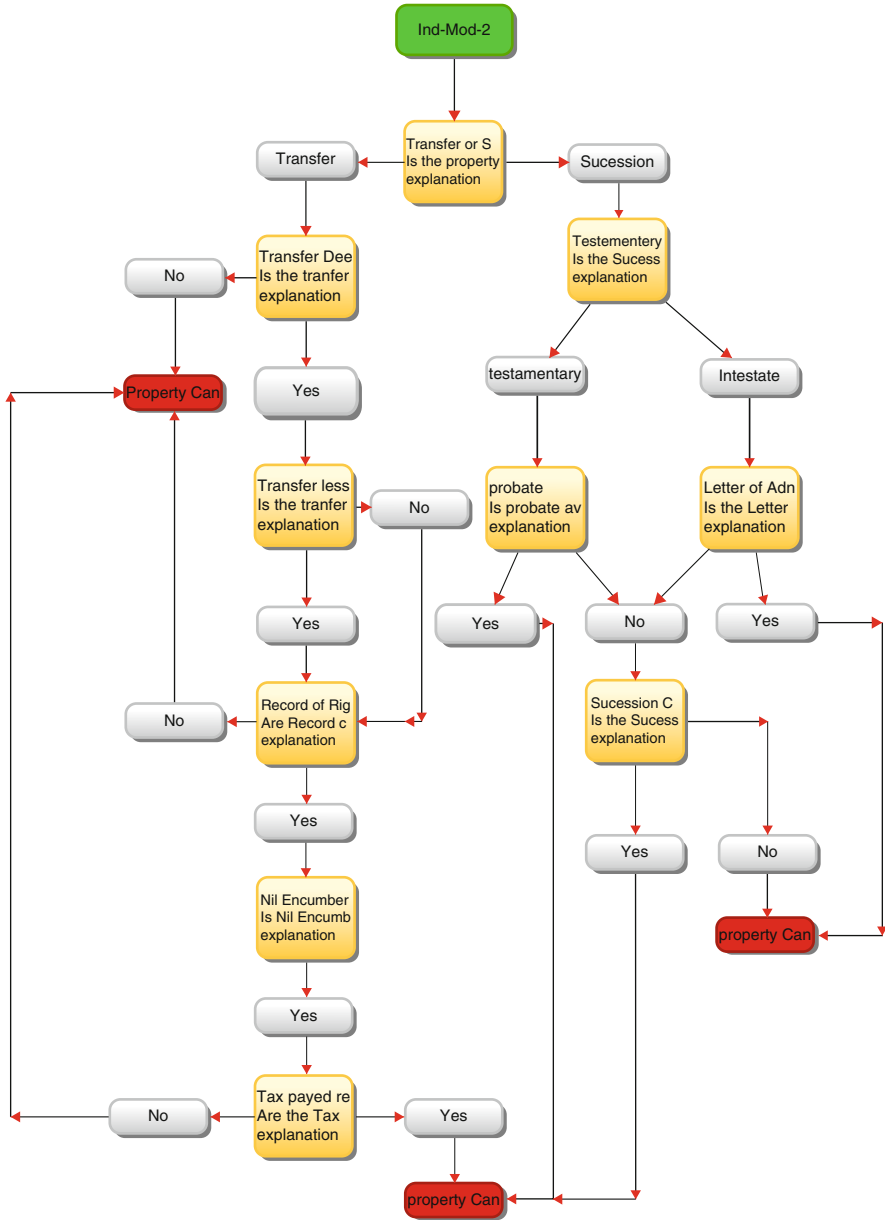 Ind-Mod-2
Transfer or S
Is the property
explanation
Transfer
Sucession
Transfer Dee
Is the tranfer
explanation
Testementery
Is the Sucess
explanation
No
Property Can
Yes
testamentary
Intestate
Transfer less
Is the tranfer
explanation
No
probate
Is probate av
explanation
Letter of Adn
Is the Letter
explanation
Yes
Yes
No
Yes
Record of Rig
Are Record c
explanation
No
Sucession C
Is the Sucess
explanation
Yes
Yes
No
Nil Encumber
Is Nil Encumb
explanation
property Can
Yes
Tax payed re
Are the Tax
explanation
No
Yes
property Can